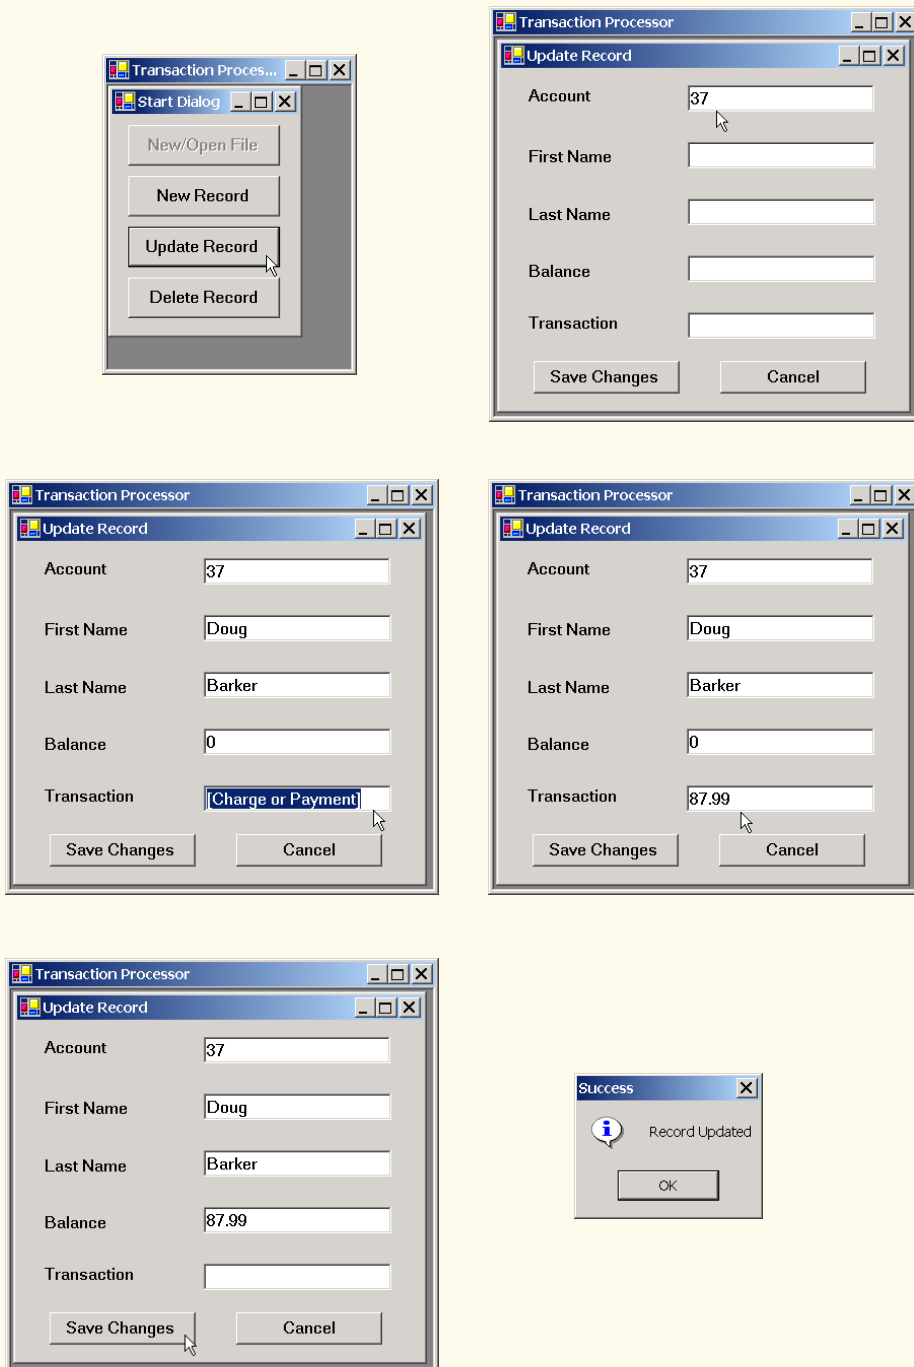 Transaction Proces...
Start Dialog
New/Open File
New Record
Update Record
Delete Record
Transaction Processor
Update Record
Account 37
First Name
Last Name
Balance
Transaction
Save Changes Cancel
Transaction Processor
Update Record
Account 37
First Name Doug
Last Name Barker
Balance 0
Transaction [Charge or Payment]
Save Changes Cancel
Transaction Processor
Update Record
Account 37
First Name Doug
Last Name Barker
Balance 0
Transaction 87.99
Save Changes Cancel
Transaction Processor
Update Record
Account 37
First Name Doug
Last Name Barker
Balance 87.99
Transaction
Save Changes Cancel
Success
Record Updated
OK